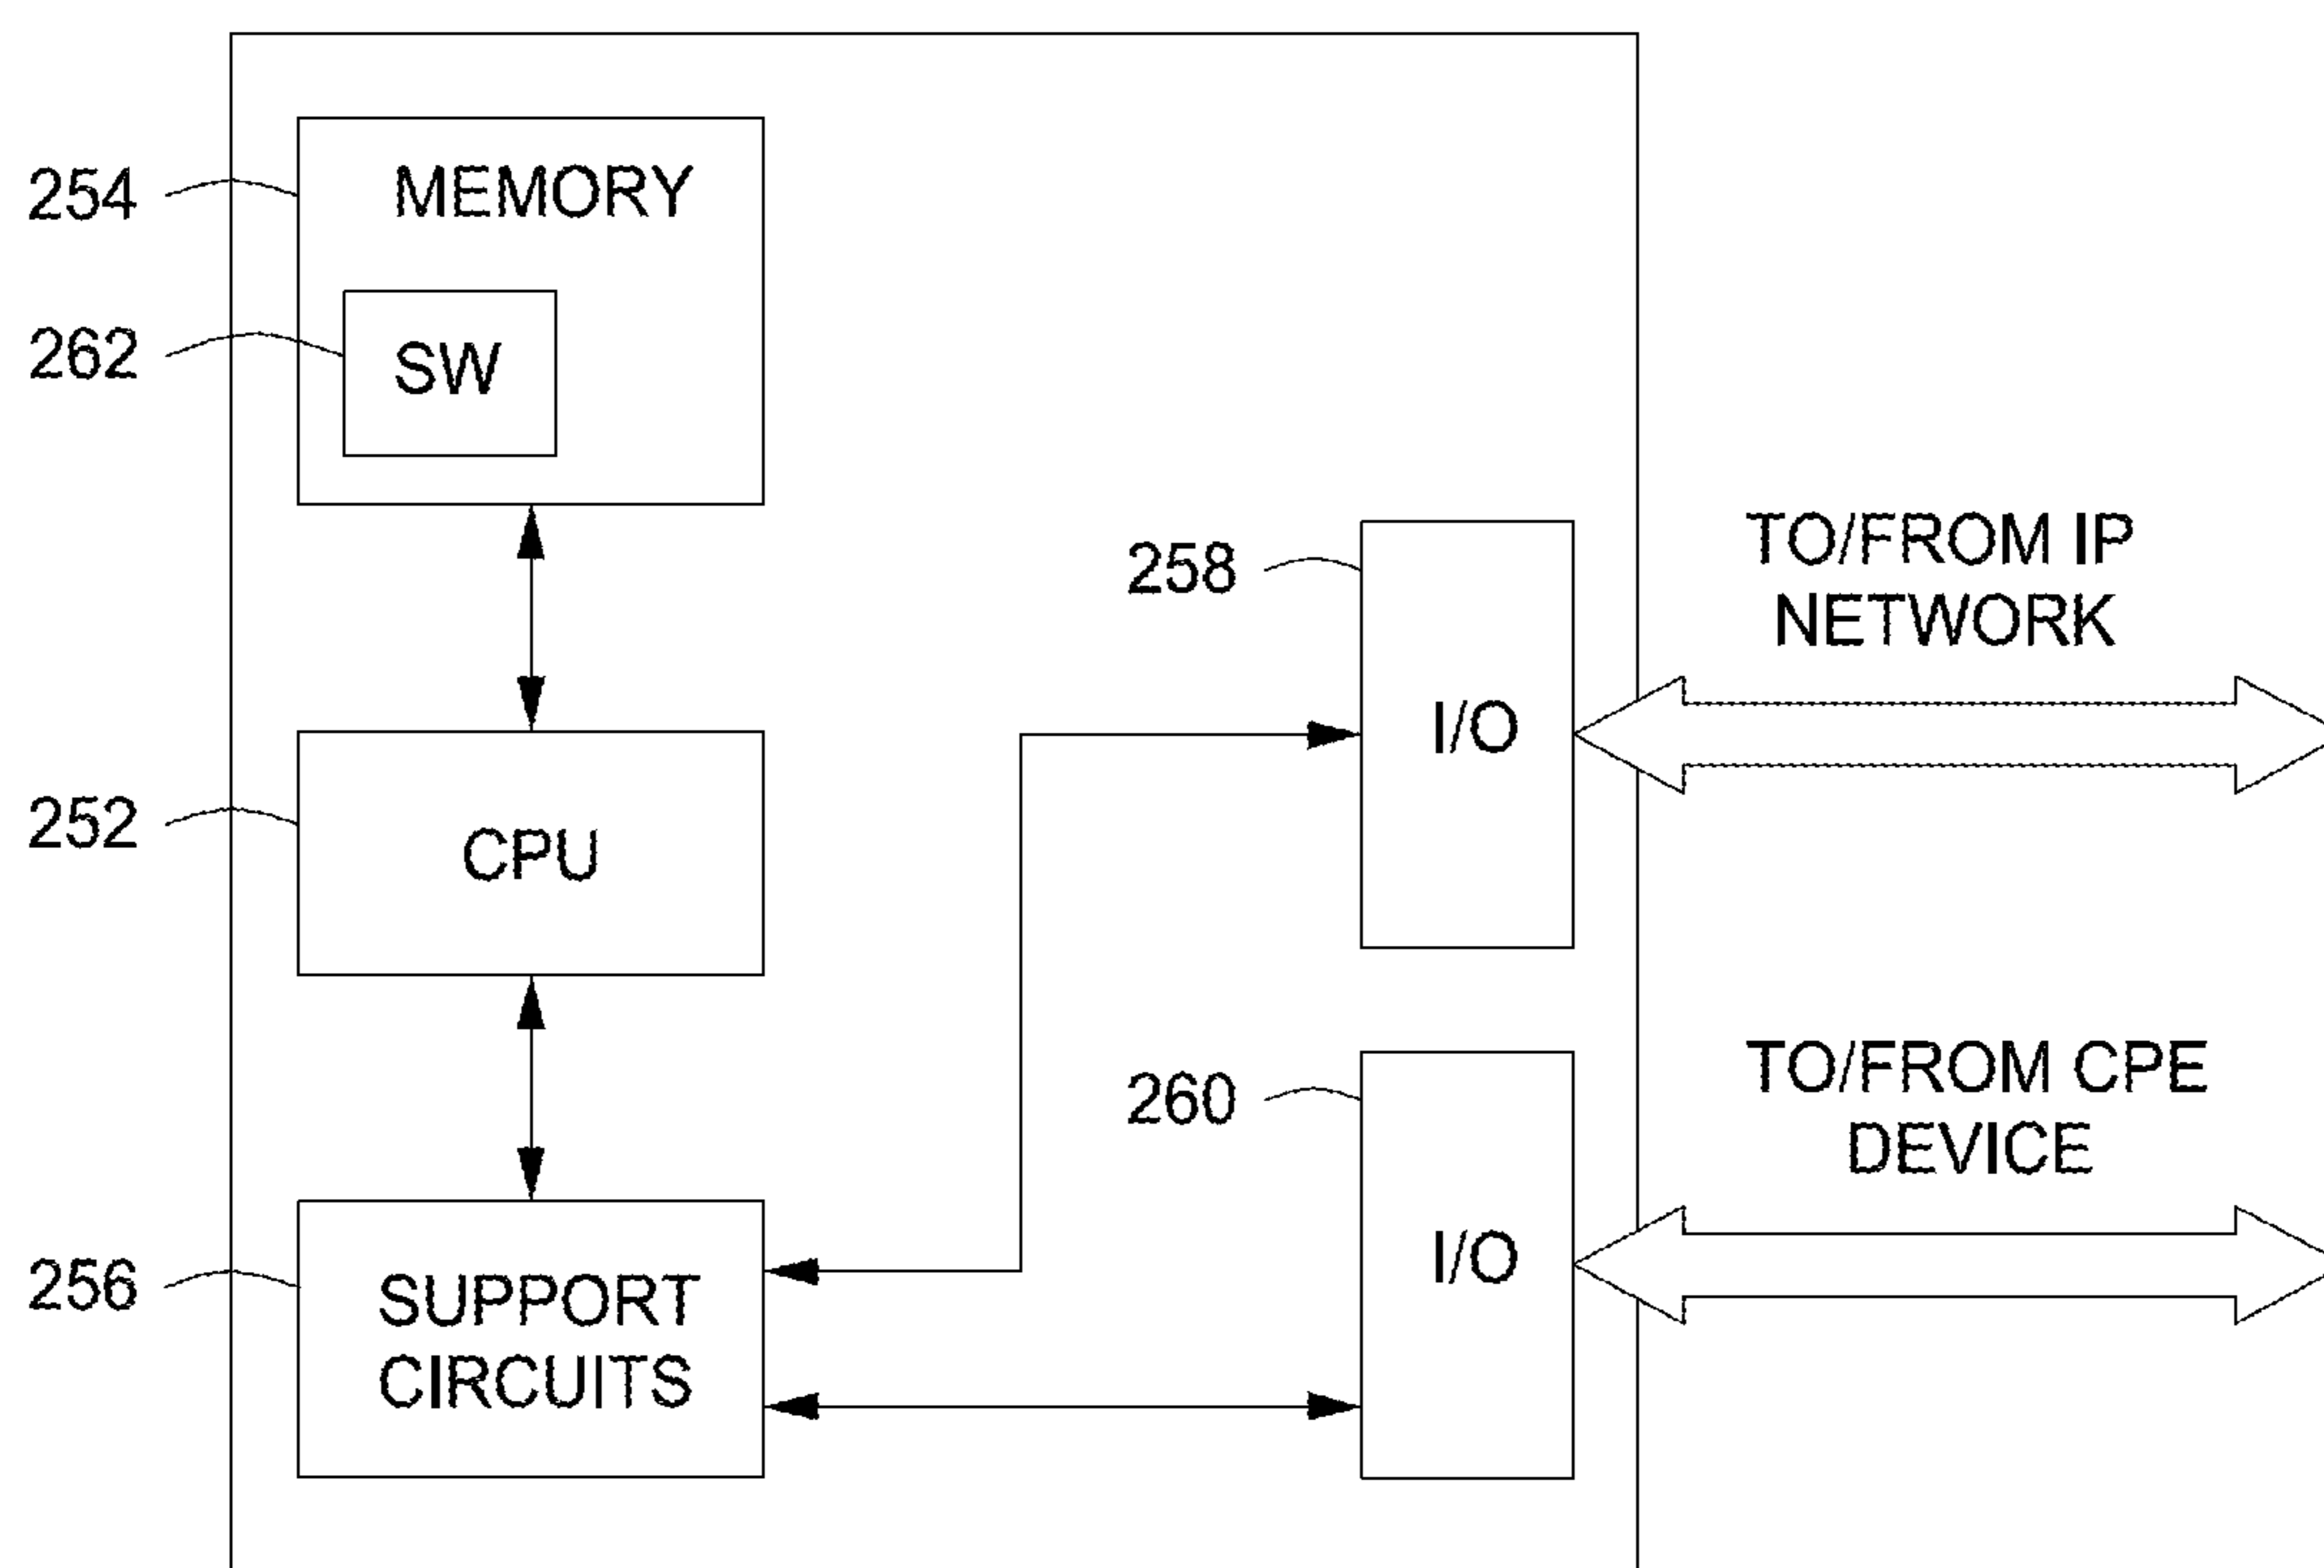 254
MEMORY
262
SW
258
TO/FROM IP
NETWORK
I/O
252
CPU
260
TO/FROM CPE
DEVICE
I/O
256
SUPPORT
CIRCUITS